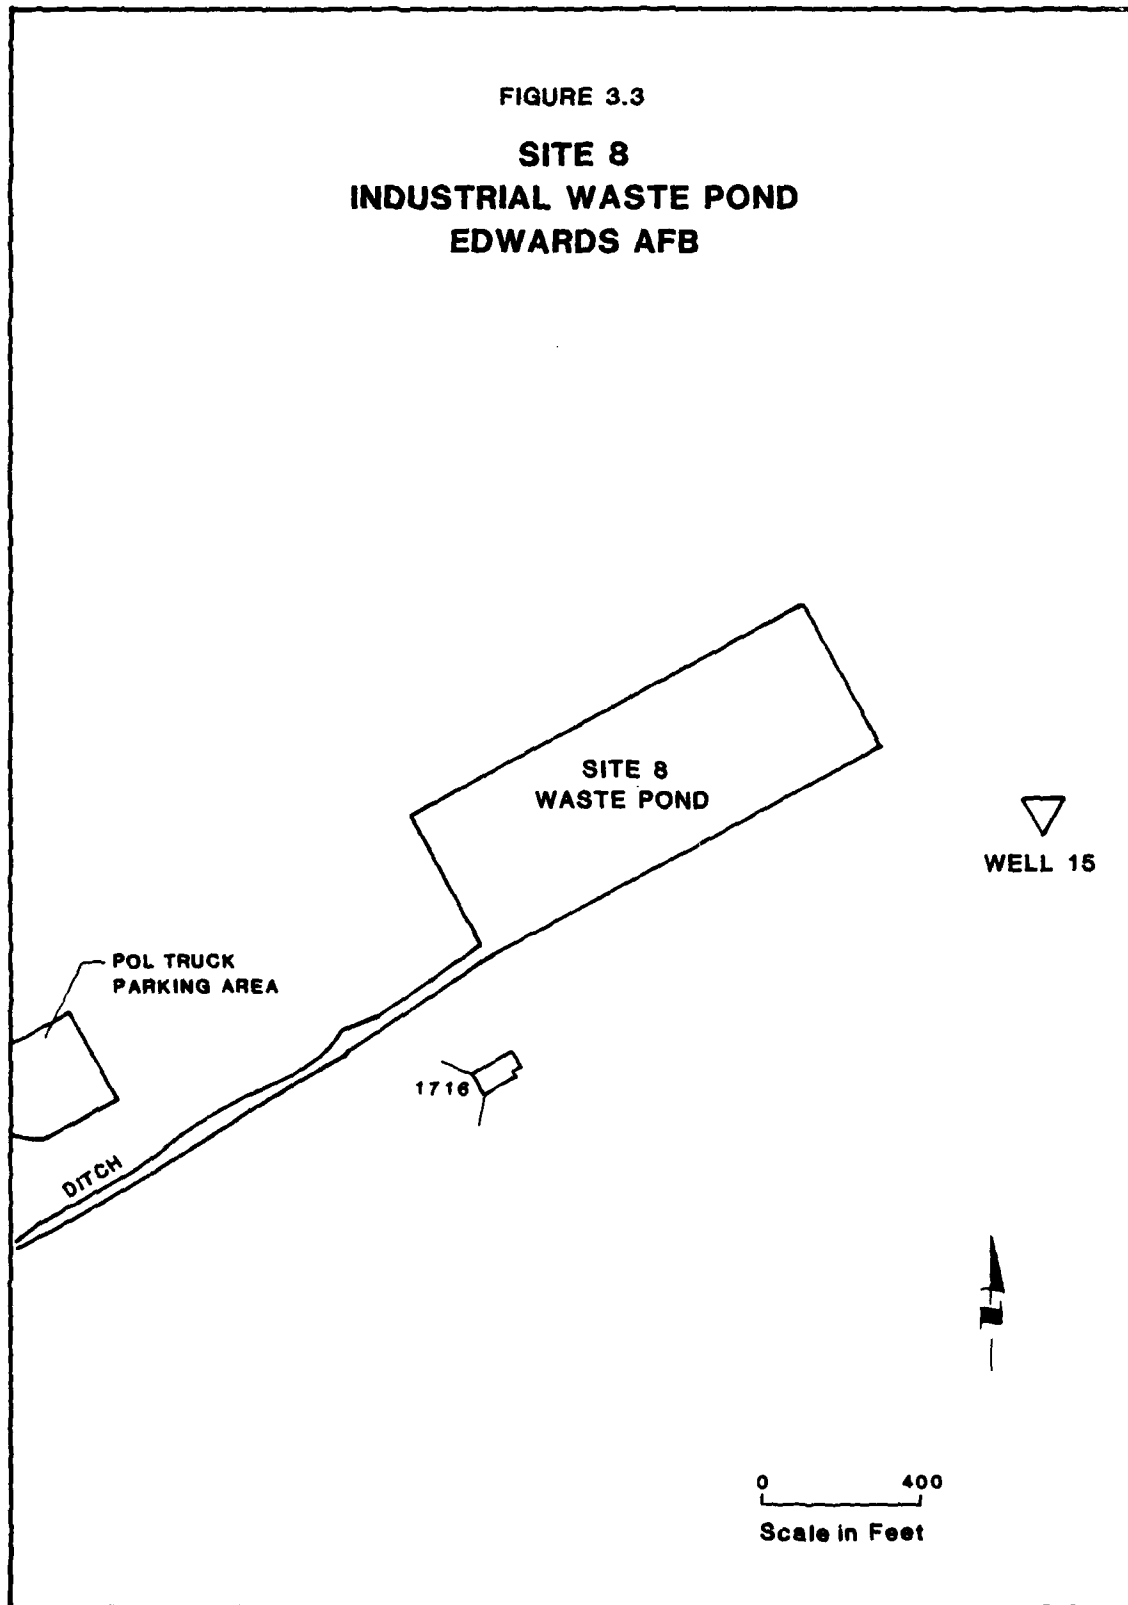 FIGURE 3.3
SITE 8
INDUSTRIAL WASTE POND
EDWARDS AFB
SITE 8
WASTE POND
WELL 15
POL TRUCK
PARKING AREA
1716
DITCH
0 400
Scale in Feet